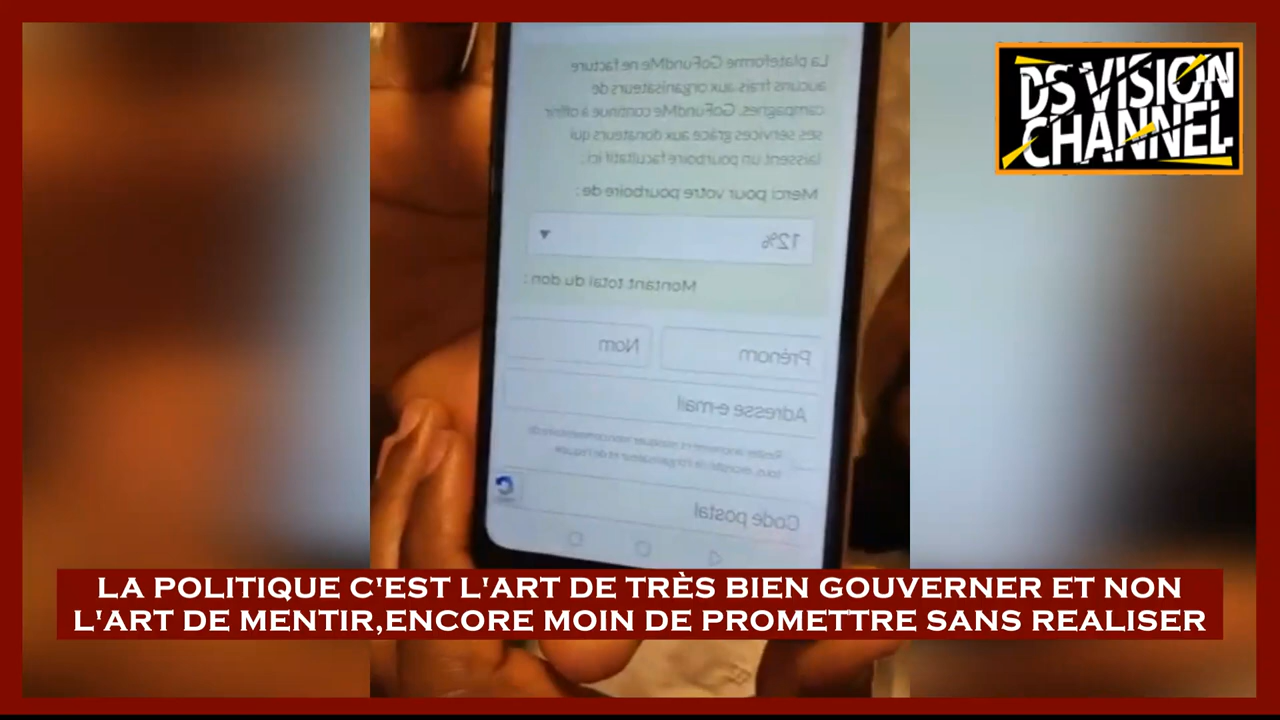 DS VISION
CHANNEL
La plateforme GoFundMe ne facture
aucuns frais aux organisateurs de
campagnes. GoFundMe continue à offrir
ses services grâce aux donateurs qui
laissent un pourboire facultatif ici :
Merci pour votre pourboire de :
12%
Montant total du don :
Prénom
Nom
Adresse e-mail
Code postal
LA POLITIQUE C'EST L'ART DE TRÈS BIEN GOUVERNER ET NON
L'ART DE MENTIR,ENCORE MOIN DE PROMETTRE SANS REALISER